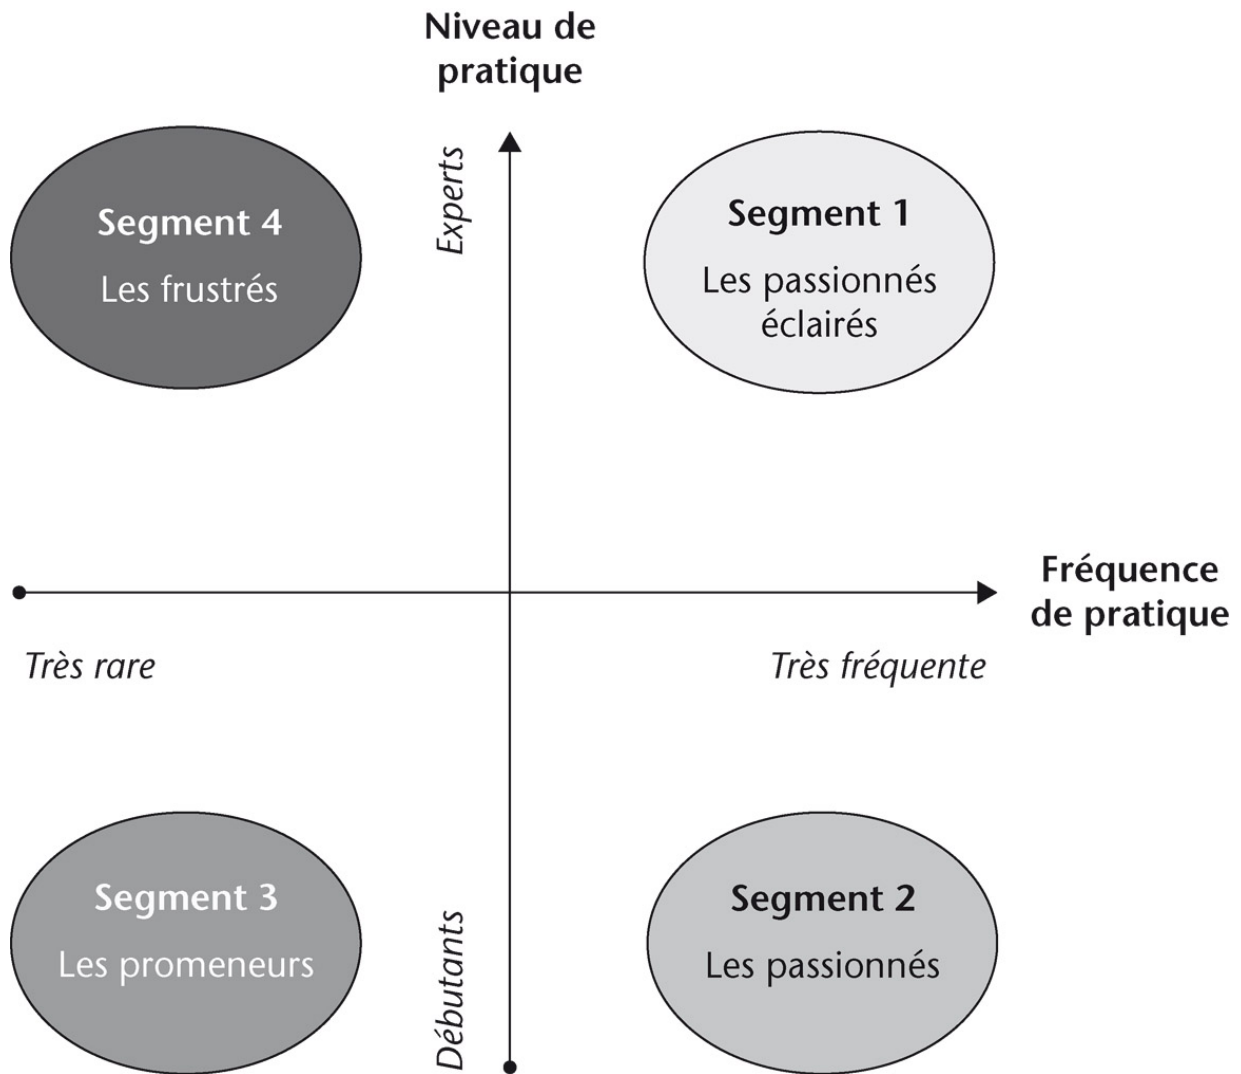 Niveau de
pratique
Experts
Segment 4
Les frustrés
Segment 1
Les passionnés
éclairés
Fréquence
de pratique
Très rare
Très fréquente
Segment 3
Les promeneurs
Débutants
Segment 2
Les passionnés